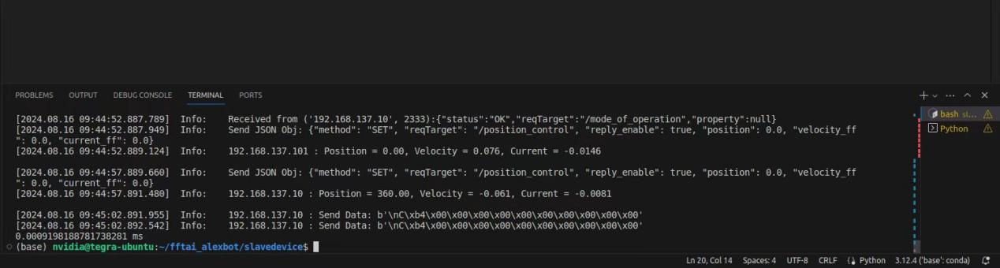 PROBLEMS OUTPUT DEBUG CONSOLE TERMINAL PORTS
[2024.08.16 09:44:52.887.789] Info: Received from ('192.168.137.10', 2333):{"status":"OK","reqTarget":"/mode_of_operation","property":null}
[2024.08.16 09:44:52.887.949] Info: Send JSON Obj: {"method": "SET", "reqTarget": "/position_control", "reply_enable": true, "position": 0.0, "velocity_ff
": 0.0, "current_ff": 0.0}
[2024.08.16 09:44:52.889.124] Info: 192.168.137.101 : Position = 0.00, Velocity = 0.076, Current = -0.0146
[2024.08.16 09:44:57.889.660] Info: Send JSON Obj: {"method": "SET", "reqTarget": "/position_control", "reply_enable": true, "position": 0.0, "velocity_ff
": 0.0, "current_ff": 0.0}
[2024.08.16 09:44:57.891.480] Info: 192.168.137.10 : Position = 360.00, Velocity = -0.061, Current = -0.0081
[2024.08.16 09:45:02.891.955] Info: 192.168.137.10 : Send Data: b'\nC\xb4\x00\x00\x00\x00\x00\x00\x00\x00\x00\x00'
[2024.08.16 09:45:02.892.542] Info: 192.168.137.10 : Send Data: b'\nC\xb4\x00\x00\x00\x00\x00\x00\x00\x00\x00\x00'
0.0009198188781738281 ms
(base) nvidia@tegra-ubuntu:~/fftai_alexbot/slavedevice$
bash sl...
Python
Ln 20, Col 14 Spaces: 4 UTF-8 CRLF Python 3.12.4 ('base': conda)